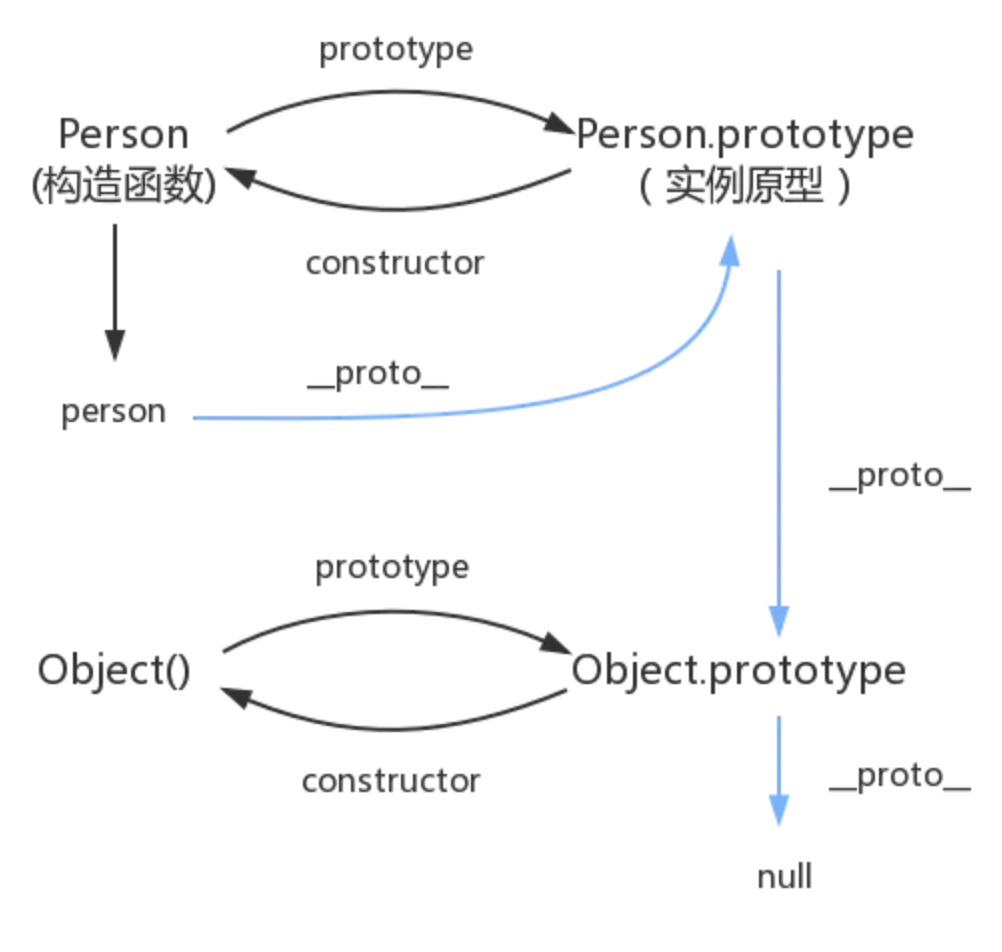 prototype
Person
Person.prototype
(构造函数)
（实例原型）
constructor
__proto__
person
__proto__
prototype
Object()
Object.prototype
constructor
__proto__
null